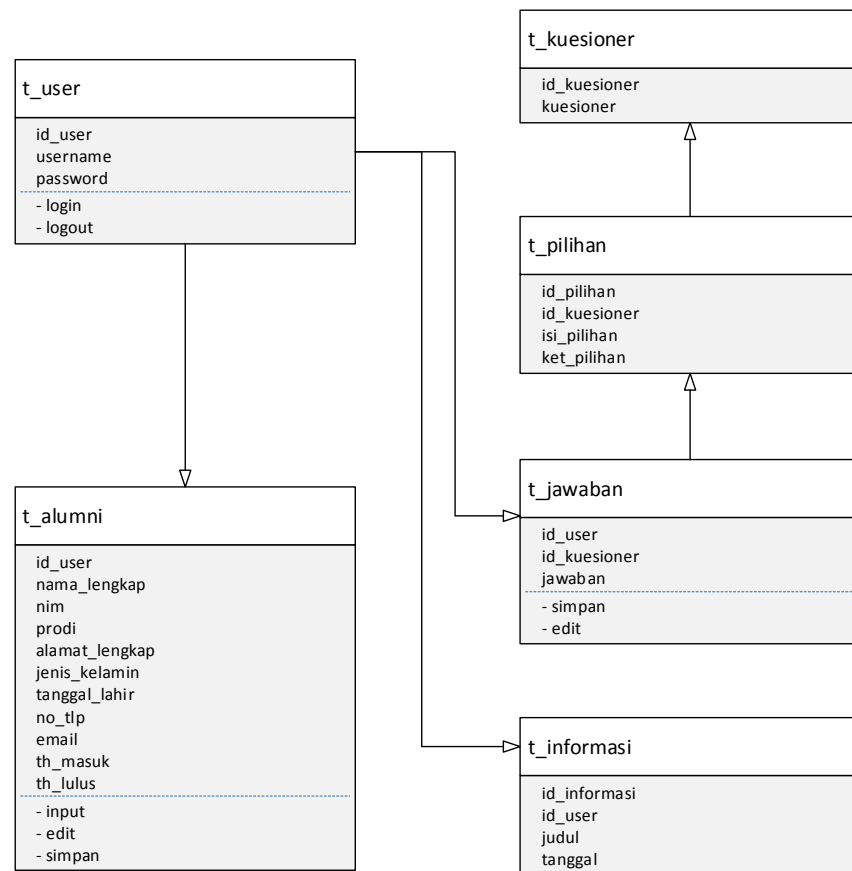 t_user
id_user
username
password
- login
- logout
t_alumni
id_user
nama_lengkap
nim
prodi
alamat_lengkap
jenis_kelamin
tanggal_lahir
no_tlp
email
th_masuk
th_lulus
- input
- edit
- simpan
t_kuesioner
id_kuesioner
kuesioner
t_pilihan
id_pilihan
id_kuesioner
isi_pilihan
ket_pilihan
t_jawaban
id_user
id_kuesioner
jawaban
- simpan
- edit
t_informasi
id_informasi
id_user
judul
tanggal